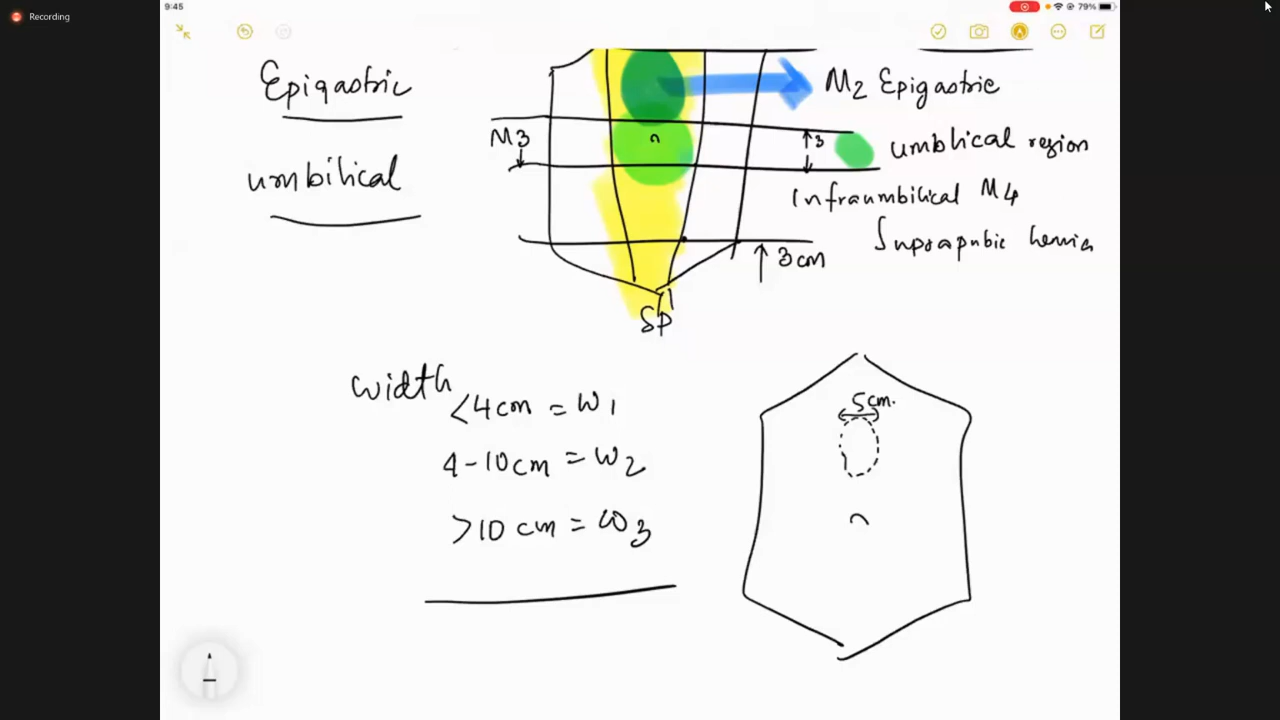 Recording
9:45
79%
Epigastric
M2 Epigastric
M3
3
umblical region
umbilical
Infraumbilical M4
Suprapubic hernia
3cm
SP
width
<4cm = W1
4-10cm = W2
>10 cm = W3
5cm.